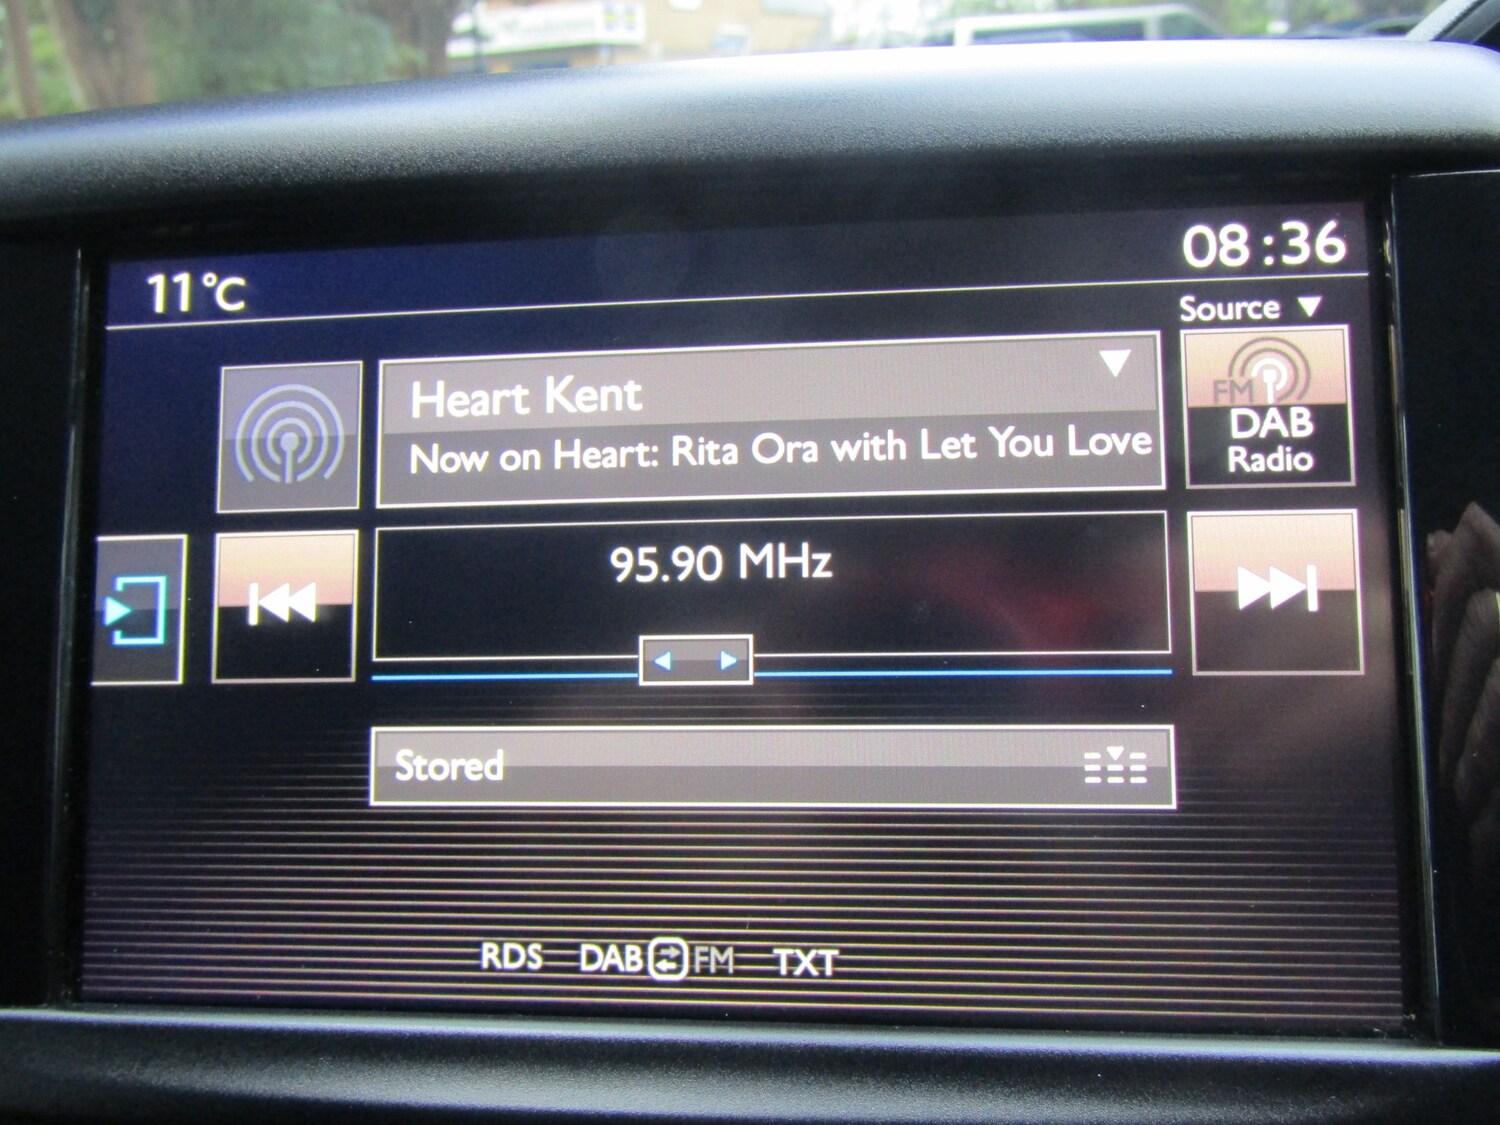 11°C
08:36
Source
Heart Kent
Now on Heart: Rita Ora with Let You Love
FM
DAB
Radio
95.90 MHz
Stored
RDS DAB FM TXT